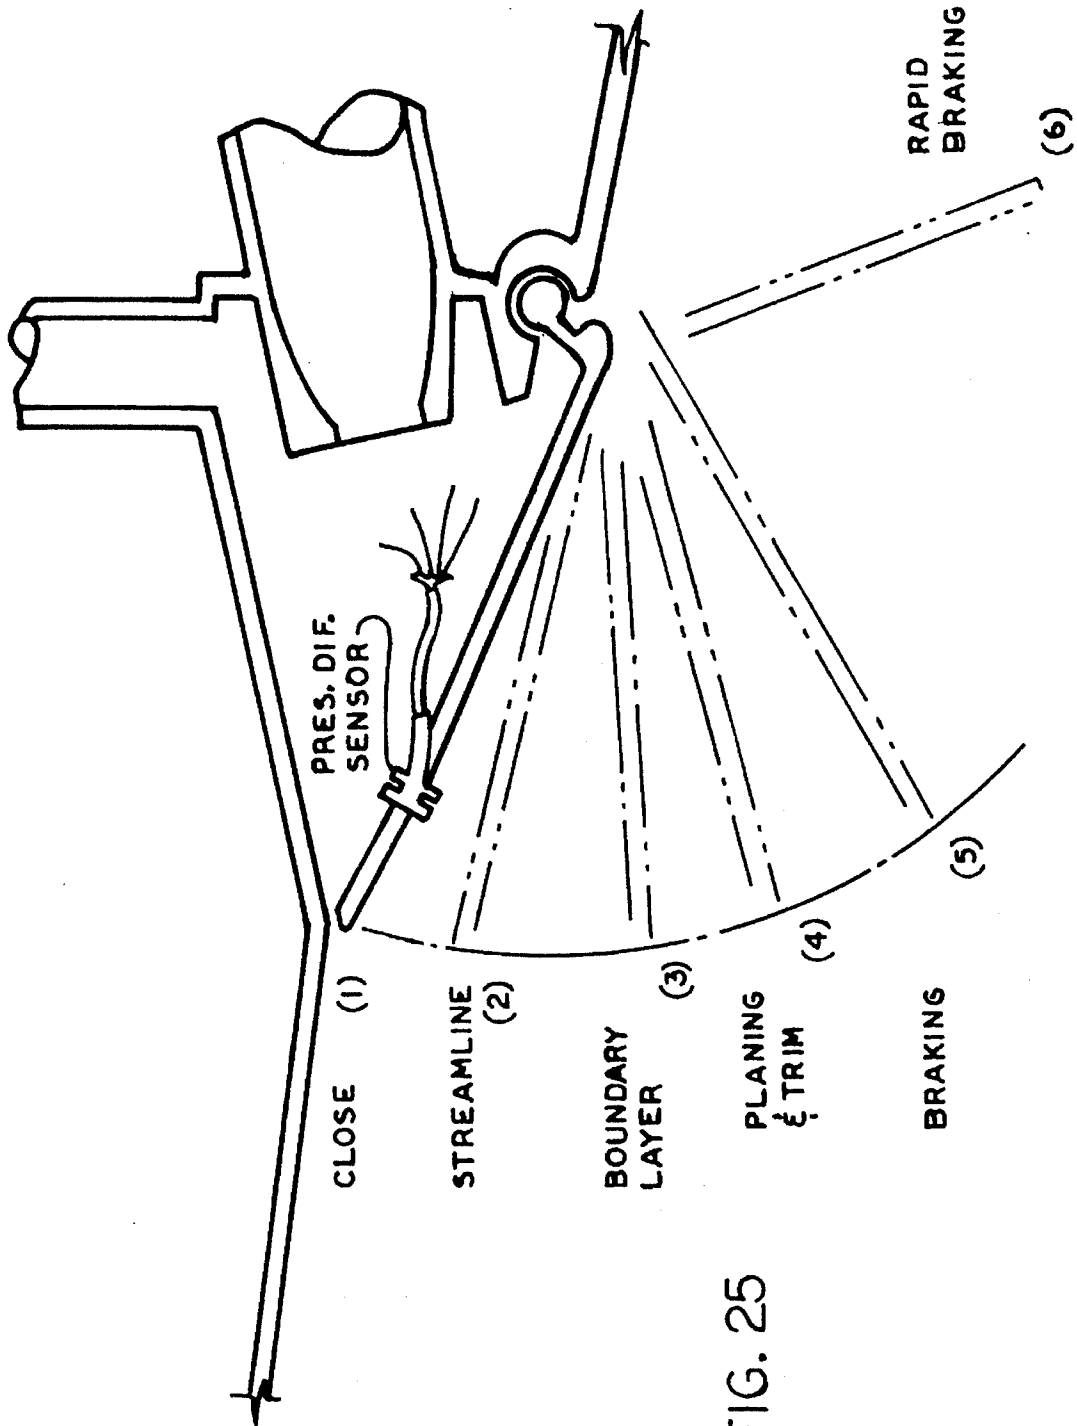 PRES. DIF.
SENSOR
CLOSE (1)
STREAMLINE
(2)
BOUNDARY
LAYER
(3)
PLANING
& TRIM
(4)
BRAKING
(5)
RAPID
BRAKING
(6)
FIG. 25